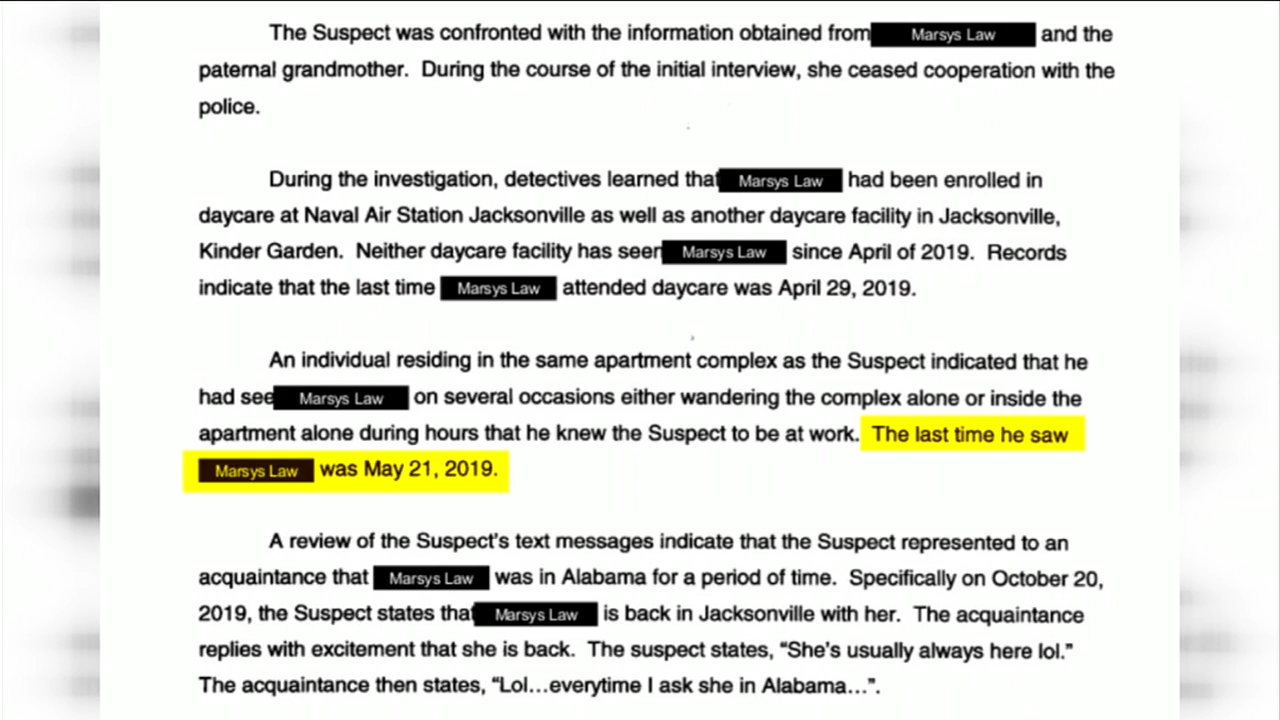 The Suspect was confronted with the information obtained from Marsys Law and the
paternal grandmother. During the course of the initial interview, she ceased cooperation with the
police.
During the investigation, detectives learned that Marsys Law had been enrolled in
daycare at Naval Air Station Jacksonville as well as another daycare facility in Jacksonville,
Kinder Garden. Neither daycare facility has seen Marsys Law since April of 2019. Records
indicate that the last time Marsys Law attended daycare was April 29, 2019.
An individual residing in the same apartment complex as the Suspect indicated that he
had see Marsys Law on several occasions either wandering the complex alone or inside the
apartment alone during hours that he knew the Suspect to be at work. The last time he saw
Marsys Law was May 21, 2019.
A review of the Suspect's text messages indicate that the Suspect represented to an
acquaintance that Marsys Law was in Alabama for a period of time. Specifically on October 20,
2019, the Suspect states that Marsys Law is back in Jacksonville with her. The acquaintance
replies with excitement that she is back. The suspect states, “She's usually always here lol.”
The acquaintance then states, “Lol...everytime I ask she in Alabama...”.